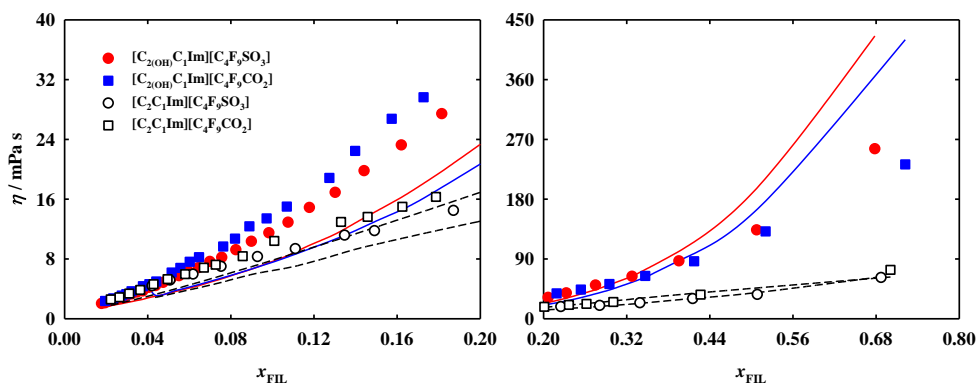 40
32
24
16
8
0
η / mPa s
[C₂₍OH₎C₁Im][C₄F₉SO₃]
[C₂₍OH₎C₁Im][C₄F₉CO₂]
[C₂C₁Im][C₄F₉SO₃]
[C₂C₁Im][C₄F₉CO₂]
0.00 0.04 0.08 0.12 0.16 0.20
x_FIL
450
360
270
180
90
0
0.20 0.32 0.44 0.56 0.68 0.80
x_FIL